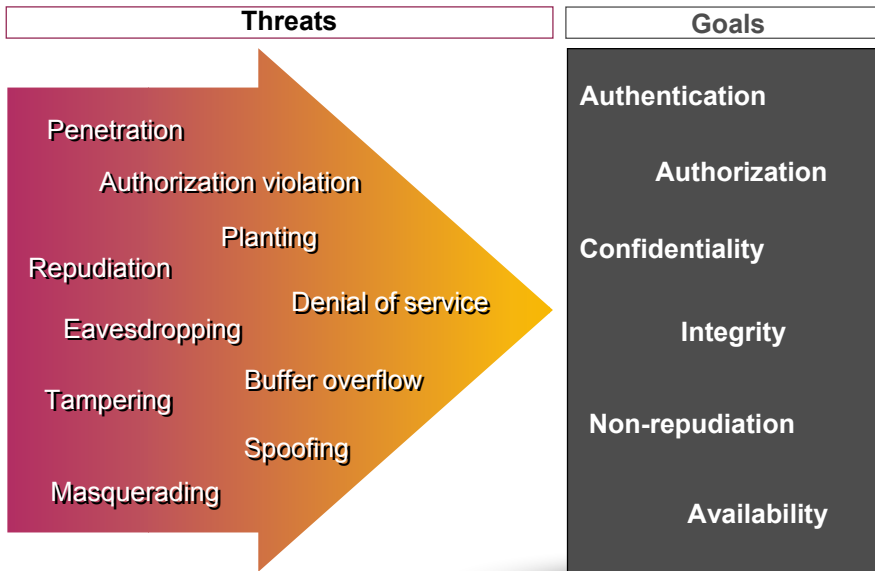 Threats
Goals
Penetration
Authorization violation
Planting
Repudiation
Denial of service
Eavesdropping
Buffer overflow
Tampering
Spoofing
Masquerading
Authentication
Authorization
Confidentiality
Integrity
Non-repudiation
Availability